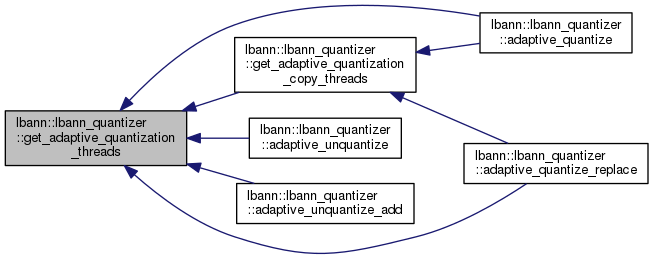 lbann::lbann_quantizer
::get_adaptive_quantization
_threads
lbann::lbann_quantizer
::get_adaptive_quantization
_copy_threads
lbann::lbann_quantizer
::adaptive_unquantize
lbann::lbann_quantizer
::adaptive_unquantize_add
lbann::lbann_quantizer
::adaptive_quantize
lbann::lbann_quantizer
::adaptive_quantize_replace